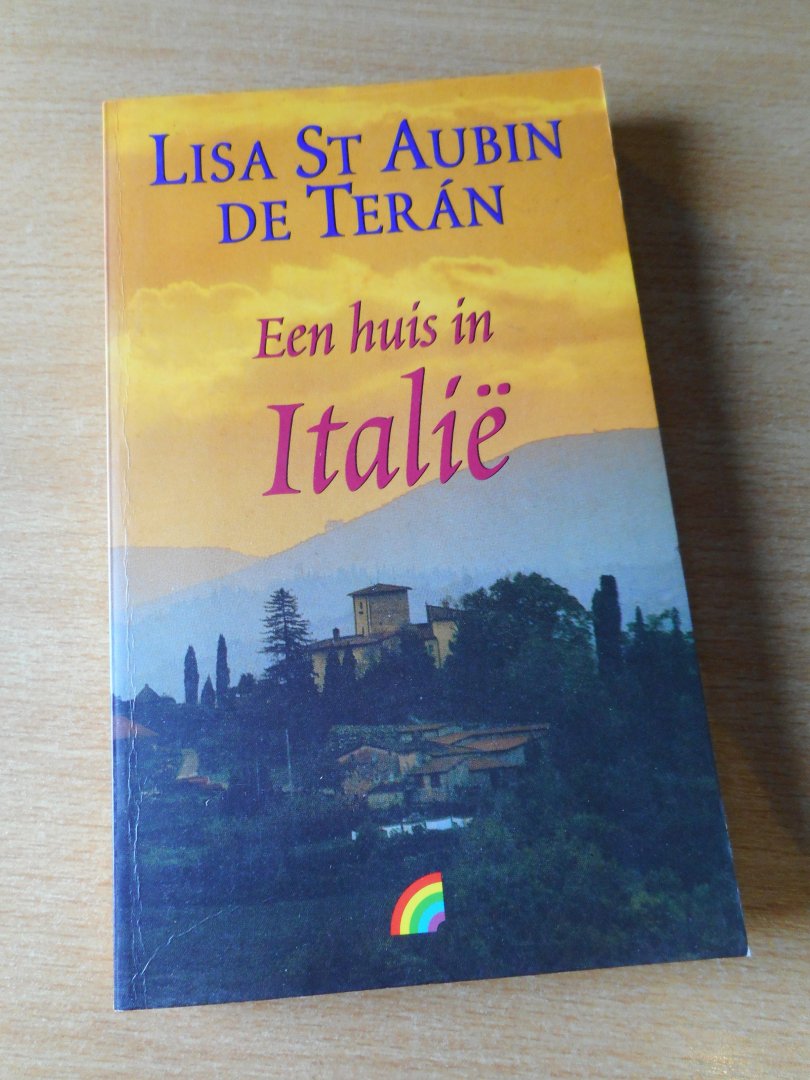 LISA ST AUBIN
DE TERÁN
Een huis in
Italië